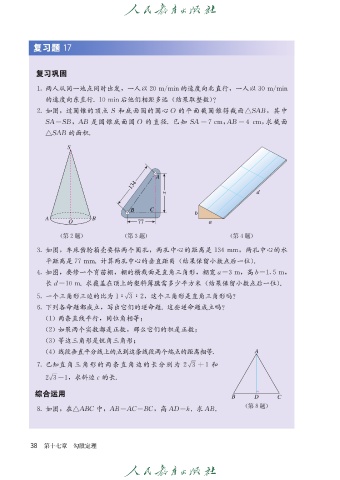 人民教育出版社
复习题 17
复习巩固
1. 两人从同一地点同时出发，一人以 20 m/min 的速度向北直行，一人以 30 m/min
的速度向东直行. 10 min 后他们相距多远（结果取整数)?
2. 如图，过圆锥的顶点 S 和底面圆的圆心 O 的平面截圆锥得截面△SAB，其中
SA=SB，AB 是圆锥底面圆 O 的直径. 已知 SA=7 cm，AB=4 cm，求截面
△SAB 的面积.
S
A
O
B
134
A
B
C
77
d
b
a
（第 2 题）
（第 3 题）
（第 4 题）
3. 如图，车床齿轮箱壳要钻两个圆孔，两孔中心的距离是 134 mm，两孔中心的水
平距离是 77 mm. 计算两孔中心的垂直距离（结果保留小数点后一位).
4. 如图，要修一个育苗棚，棚的横截面是直角三角形，棚宽 a=3 m，高 b=1.5 m，
长 d=10 m. 求覆盖在顶上的塑料薄膜需多少平方米（结果保留小数点后一位).
5. 一个三角形三边的比为 1∶√3∶2，这个三角形是直角三角形吗?
6. 下列各命题都成立，写出它们的逆命题. 这些逆命题成立吗?
(1) 两条直线平行，同位角相等；
(2) 如果两个实数都是正数，那么它们的积是正数；
(3) 等边三角形是锐角三角形；
(4) 线段垂直平分线上的点到这条线段两个端点的距离相等.
7. 已知直角三角形的两条直角边的长分别为 2√3+1 和
2√3-1，求斜边 c 的长.
综合运用
8. 如图，在△ABC 中，AB=AC=BC，高 AD=h. 求 AB.
A
B
D
C
（第 8 题）
38 第十七章 勾股定理
人民教育出版社